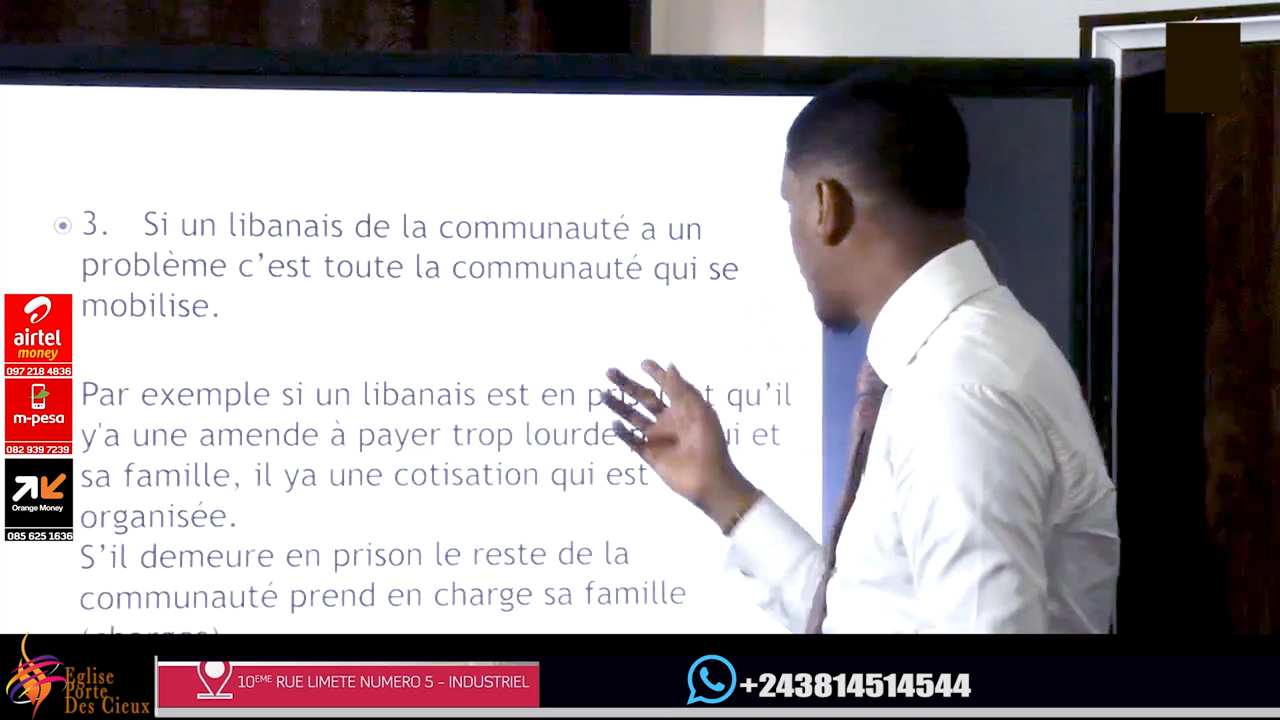 3. Si un libanais de la communauté a un
problème c'est toute la communauté qui se
mobilise.
Par exemple si un libanais est en qu'il
y'a une amende à payer trop lourde et
sa famille, il ya une cotisation qui est
organisée.
S'il demeure en prison le reste de la
communauté prend en charge sa famille
airtel
money
097 218 4836
m-pesa
082 939 7239
Orange Money
085 625 1636
Eglise
Porte
Des Cieux
10EME RUE LIMETE NUMERO 5 - INDUSTRIEL
+243814514544